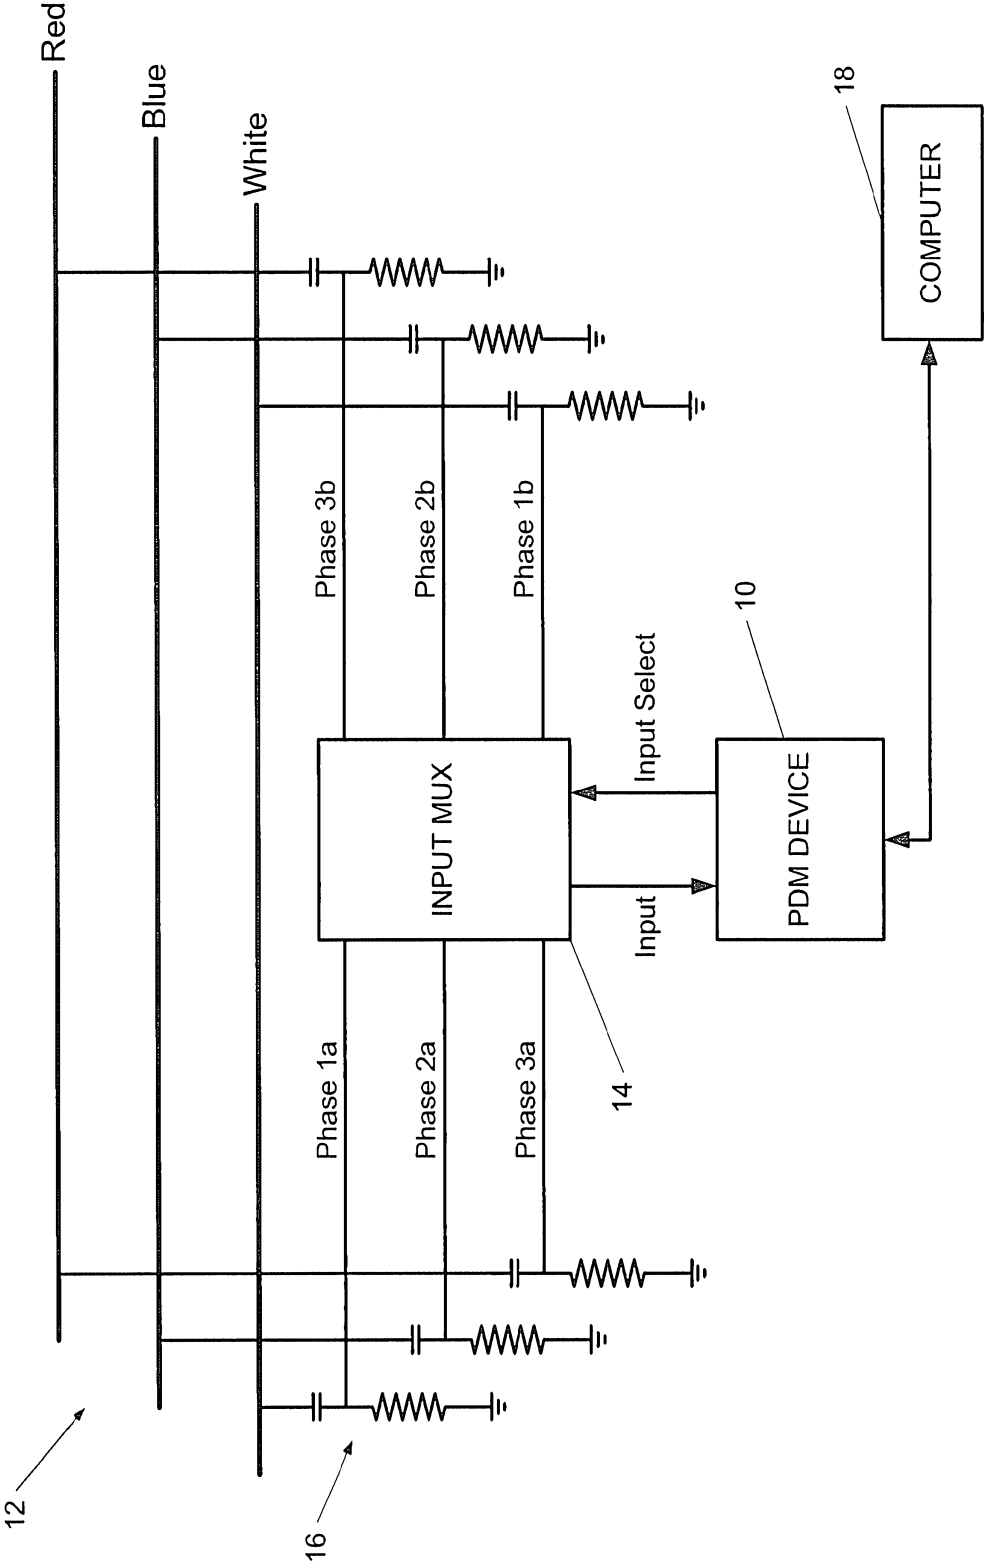 Red
Blue
White
Phase 1a
Phase 2a
Phase 3a
Phase 3b
Phase 2b
Phase 1b
INPUT MUX
Input
Input Select
PDM DEVICE
COMPUTER
12
16
14
10
18